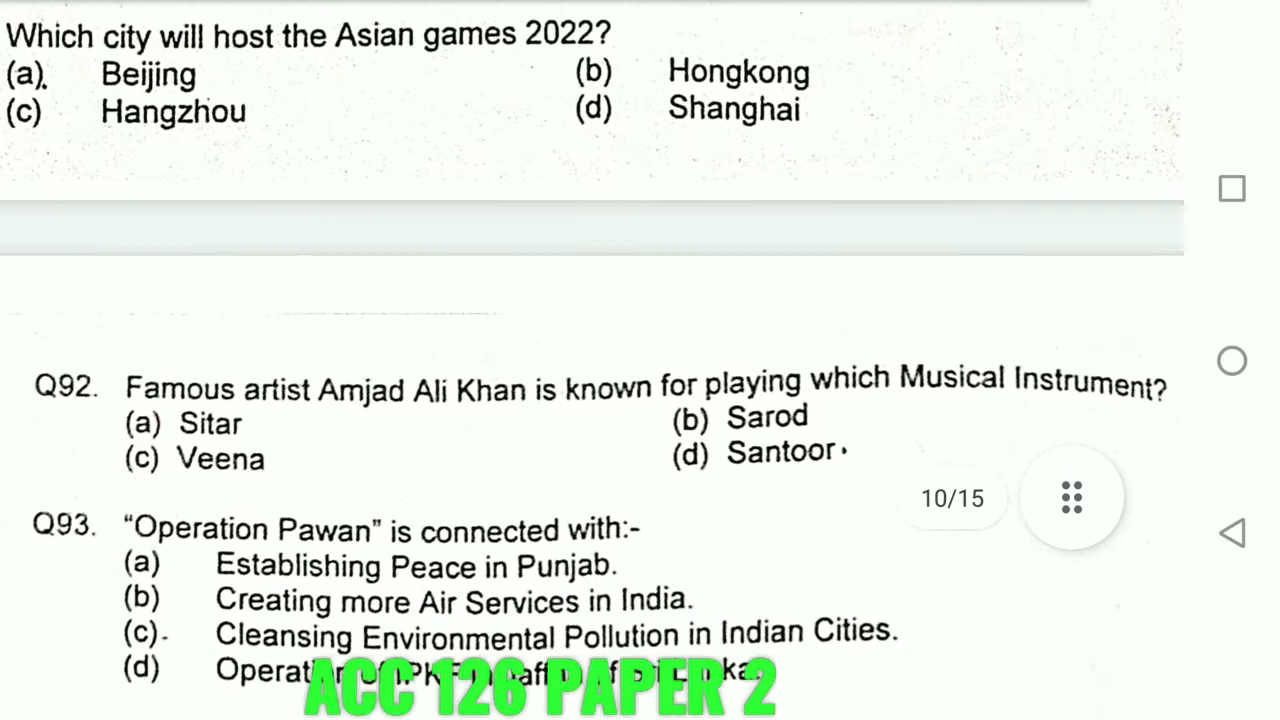 Which city will host the Asian games 2022?
(a). Beijing (b) Hongkong
(c) Hangzhou (d) Shanghai
Q92. Famous artist Amjad Ali Khan is known for playing which Musical Instrument?
(a) Sitar (b) Sarod
(c) Veena (d) Santoor
10/15
Q93. “Operation Pawan” is connected with:-
(a) Establishing Peace in Punjab.
(b) Creating more Air Services in India.
(c) Cleansing Environmental Pollution in Indian Cities.
(d)
ACC 126 PAPER 2